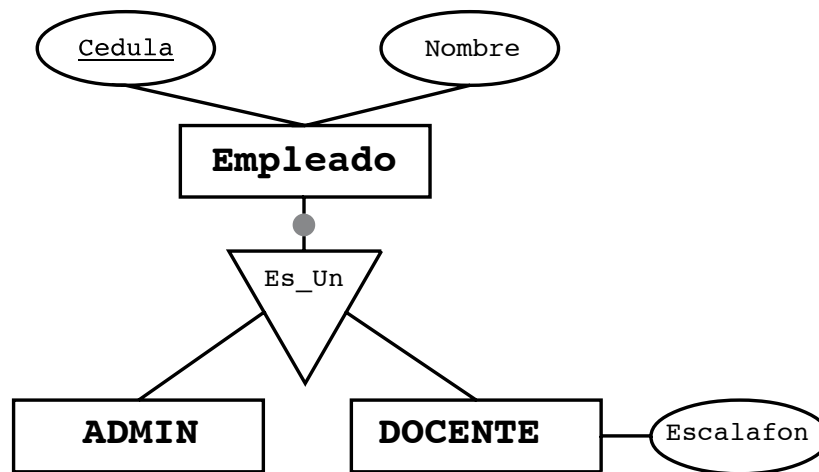 Cedula
Nombre
Empleado
Es_Un
ADMIN
DOCENTE
Escalafon